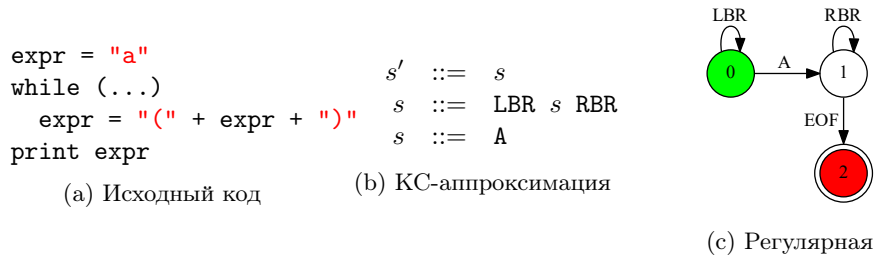 expr = "a"
while (...)
expr = "(" + expr + ")"
print expr
(a) Исходный код
s′ ::= s
s ::= LBR s RBR
s ::= A
(b) КС-аппроксимация
LBR RBR
0 A 1
EOF
2
(c) Регулярная